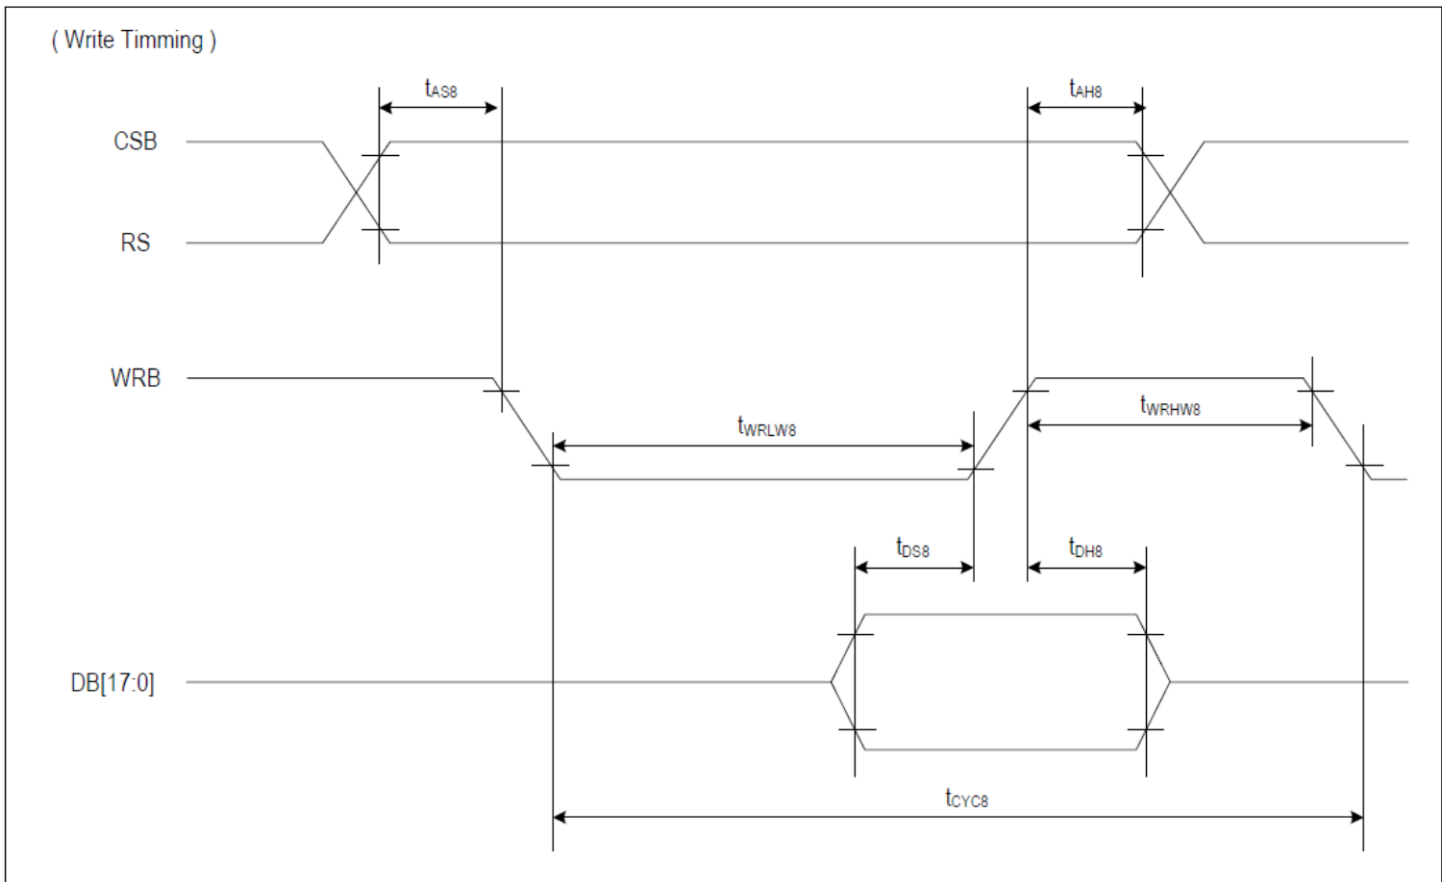 ( Write Timming )
tAS8
tAH8
CSB
RS
WRB
tWRHW8
tWRLW8
tDS8
tDH8
DB[17:0]
tCYC8